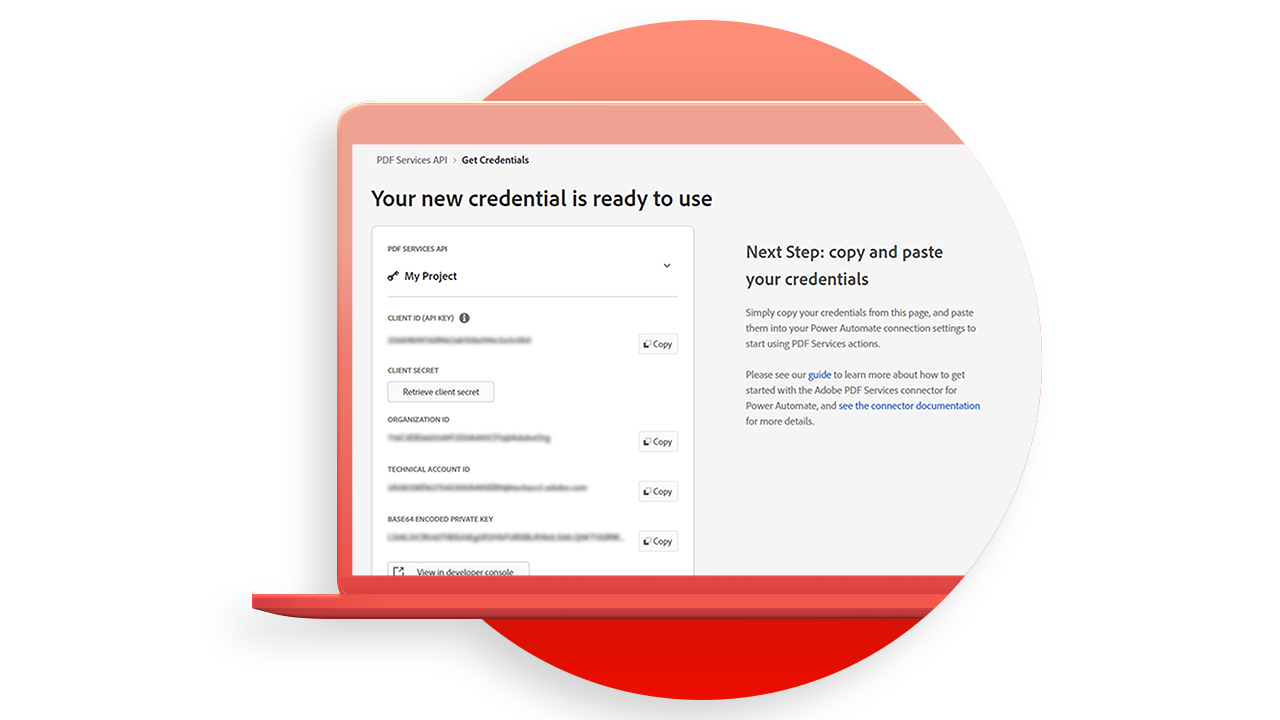 PDF Services API > Get Credentials
Your new credential is ready to use
PDF SERVICES API
My Project
CLIENT ID (API KEY)
Copy
CLIENT SECRET
Retrieve client secret
ORGANIZATION ID
Copy
TECHNICAL ACCOUNT ID
Copy
BASE64 ENCODED PRIVATE KEY
Copy
View in developer console
Next Step: copy and paste
your credentials
Simply copy your credentials from this page, and paste
them into your Power Automate connection settings to
start using PDF Services actions.
Please see our guide to learn more about how to get
started with the Adobe PDF Services connector for
Power Automate, and see the connector documentation
for more details.